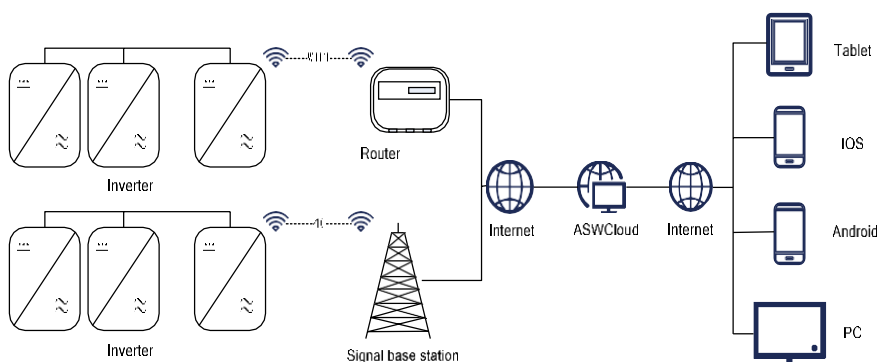 Tablet
Router
IOS
Inverter
Internet
ASWCloud
Internet
Android
Inverter
Signal base station
PC